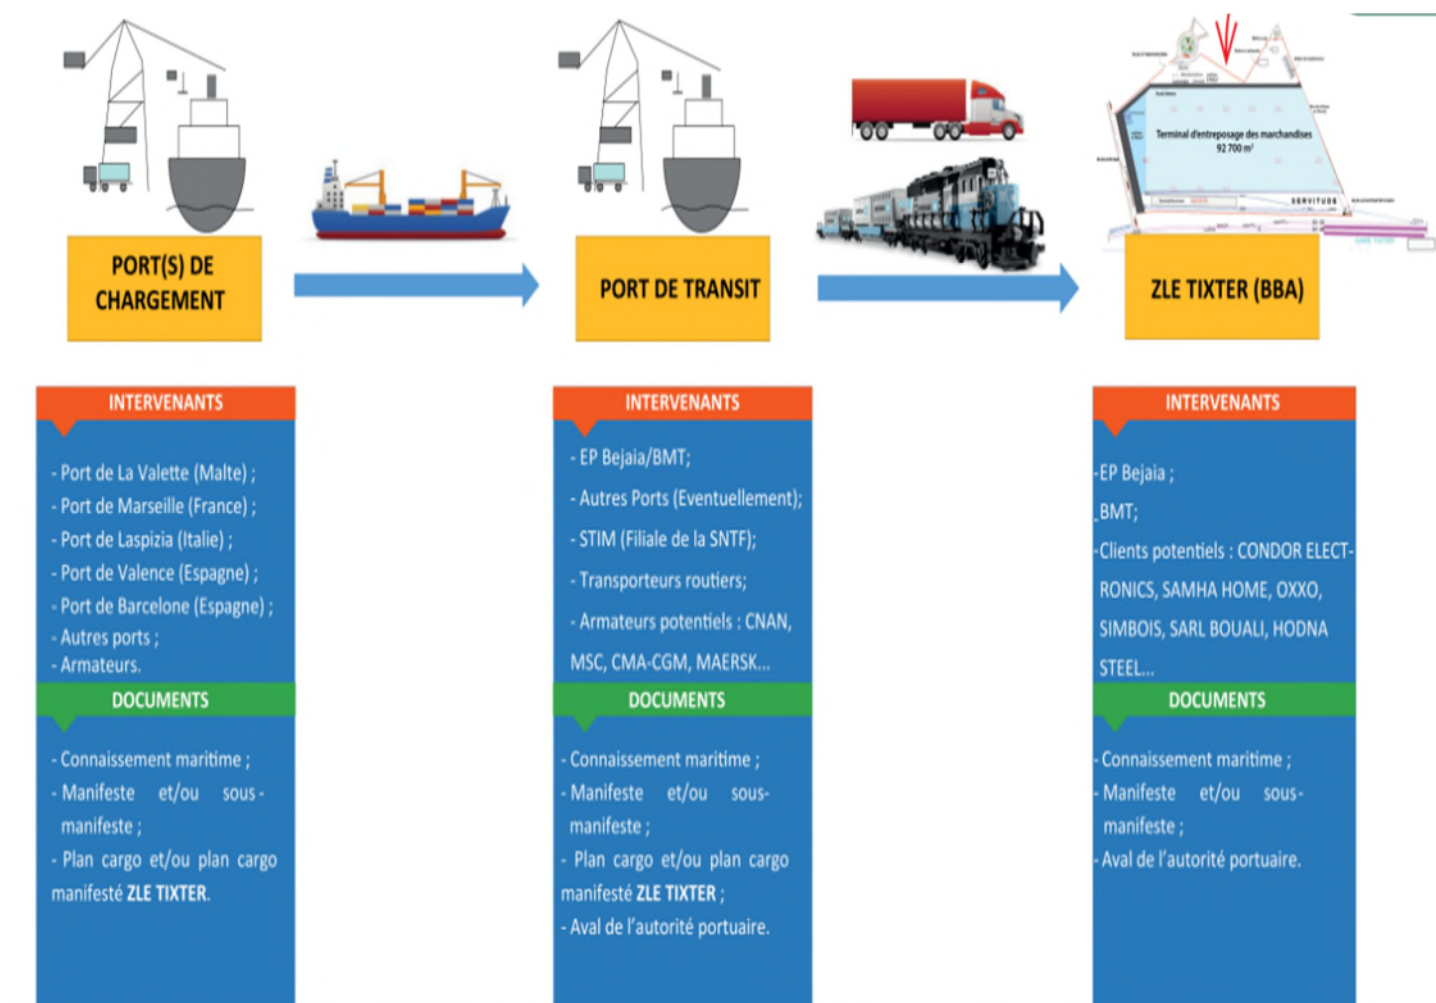 Terminal d'entreposage des marchandises
92 700 m²
SERVITUDE
PORT(S) DE
CHARGEMENT
PORT DE TRANSIT
ZLE TIXTER (BBA)
INTERVENANTS
- Port de La Valette (Malte) ;
- Port de Marseille (France) ;
- Port de Laspizia (Italie) ;
- Port de Valence (Espagne) ;
- Port de Barcelone (Espagne) ;
- Autres ports ;
- Armateurs.
DOCUMENTS
- Connaissement maritime ;
- Manifeste et/ou sous-
manifeste ;
- Plan cargo et/ou plan cargo
manifesté ZLE TIXTER.
INTERVENANTS
- EP Bejaia/BMT;
- Autres Ports (Eventuellement);
- STIM (Filiale de la SNTF);
- Transporteurs routiers;
- Armateurs potentiels : CNAN,
MSC, CMA-CGM, MAERSK...
DOCUMENTS
- Connaissement maritime ;
- Manifeste et/ou sous-
manifeste ;
- Plan cargo et/ou plan cargo
manifesté ZLE TIXTER ;
- Aval de l'autorité portuaire.
INTERVENANTS
-EP Bejaia ;
_BMT;
-Clients potentiels : CONDOR ELECT-
RONICS, SAMHA HOME, OXXO,
SIMBOIS, SARL BOUALI, HODNA
STEEL...
DOCUMENTS
- Connaissement maritime ;
- Manifeste et/ou sous-
manifeste ;
- Aval de l'autorité portuaire.